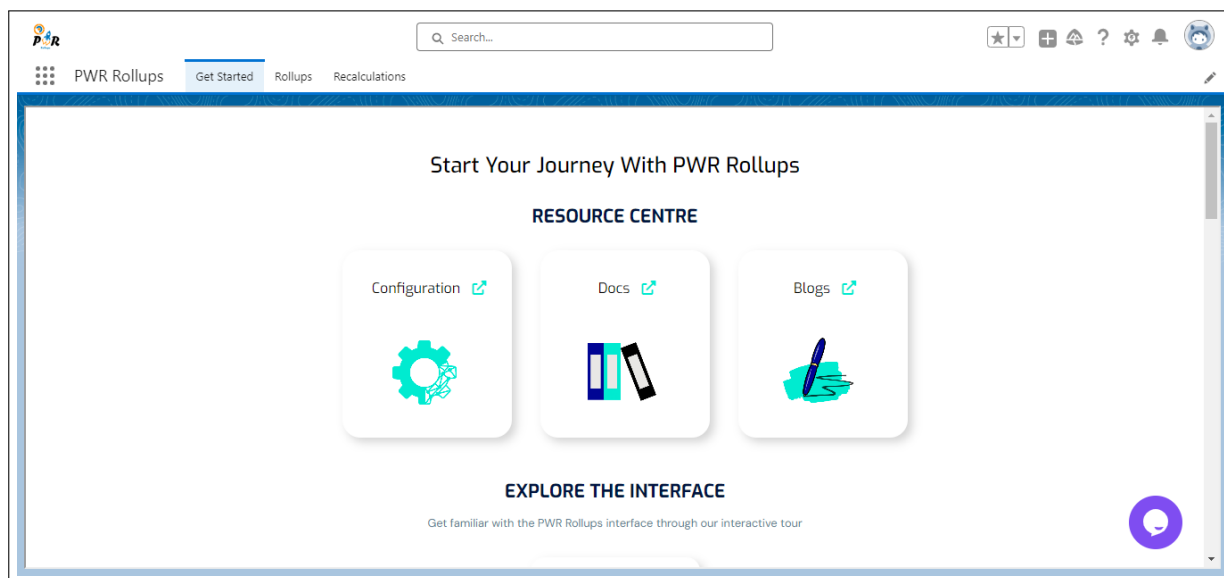 PWR
Search...
PWR Rollups
Get Started
Rollups
Recalculations
Start Your Journey With PWR Rollups
RESOURCE CENTRE
Configuration
Docs
Blogs
EXPLORE THE INTERFACE
Get familiar with the PWR Rollups interface through our interactive tour